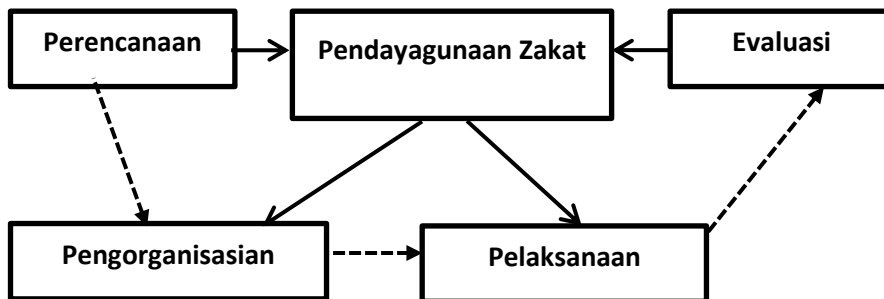 Perencanaan
Pendayagunaan Zakat
Evaluasi
Pengorganisasian
Pelaksanaan